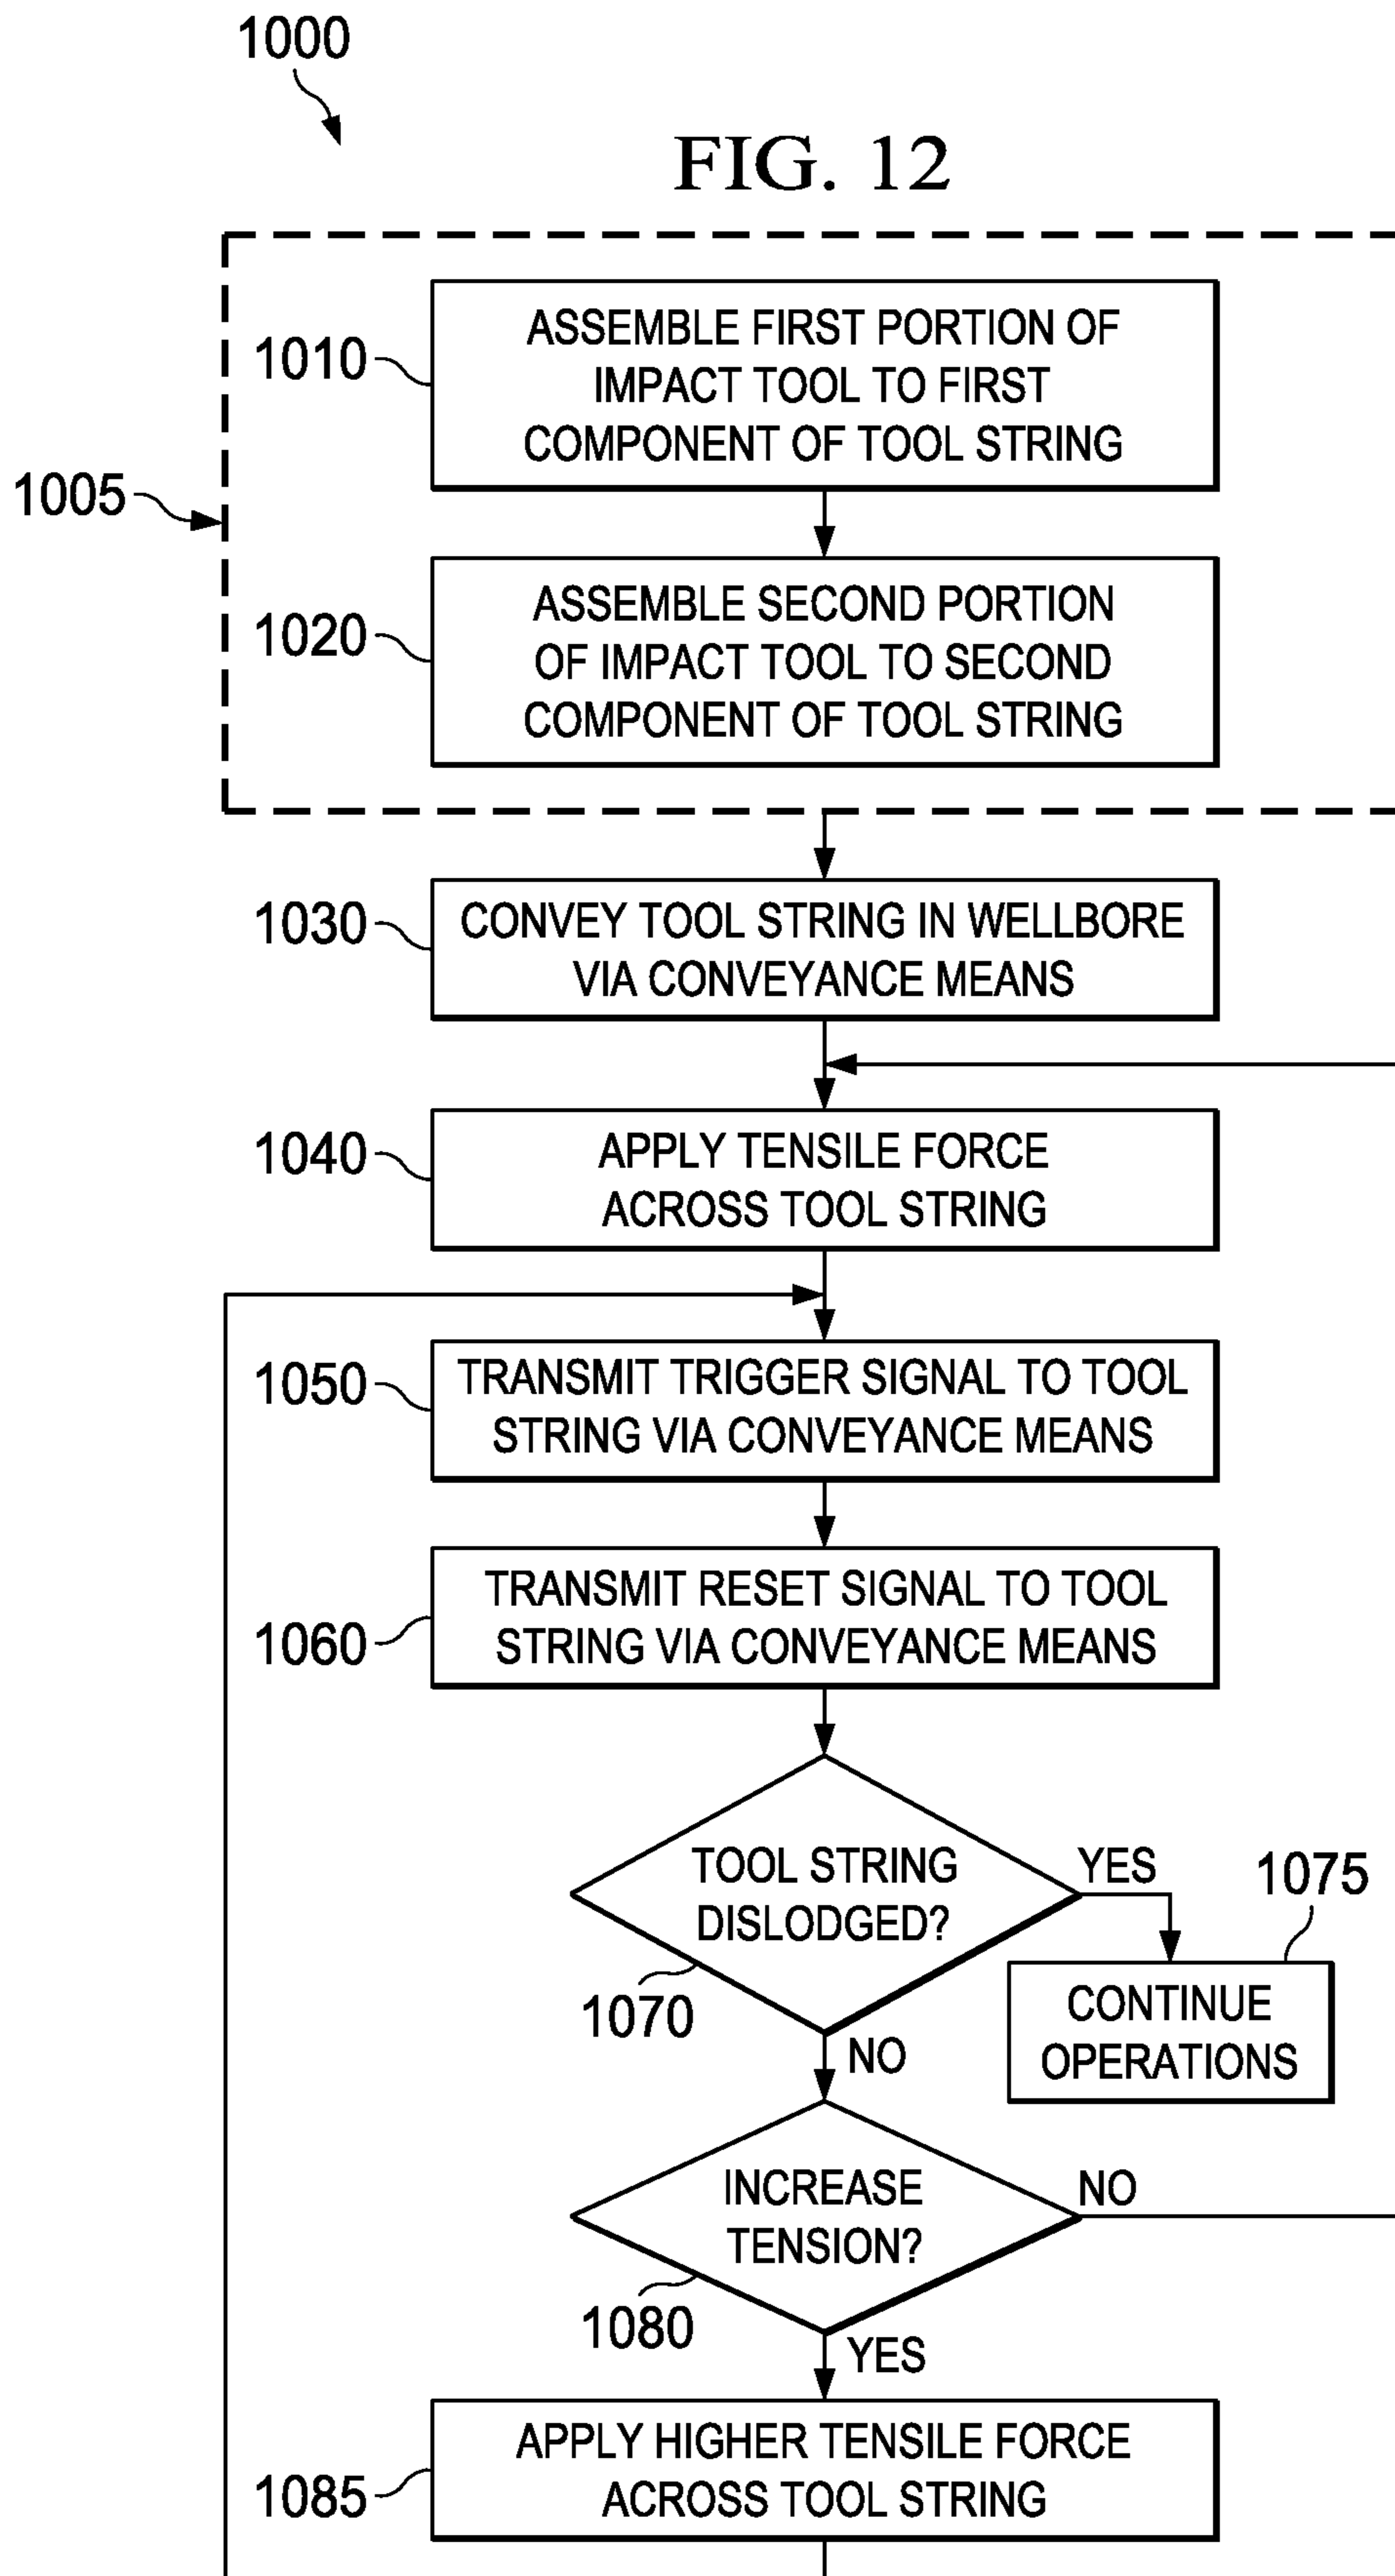 1000
FIG. 12
1005
1010
ASSEMBLE FIRST PORTION OF
IMPACT TOOL TO FIRST
COMPONENT OF TOOL STRING
1020
ASSEMBLE SECOND PORTION
OF IMPACT TOOL TO SECOND
COMPONENT OF TOOL STRING
1030
CONVEY TOOL STRING IN WELLBORE
VIA CONVEYANCE MEANS
1040
APPLY TENSILE FORCE
ACROSS TOOL STRING
1050
TRANSMIT TRIGGER SIGNAL TO TOOL
STRING VIA CONVEYANCE MEANS
1060
TRANSMIT RESET SIGNAL TO TOOL
STRING VIA CONVEYANCE MEANS
TOOL STRING
DISLODGED?
1070
YES
1075
CONTINUE
OPERATIONS
NO
INCREASE
TENSION?
1080
NO
YES
1085
APPLY HIGHER TENSILE FORCE
ACROSS TOOL STRING